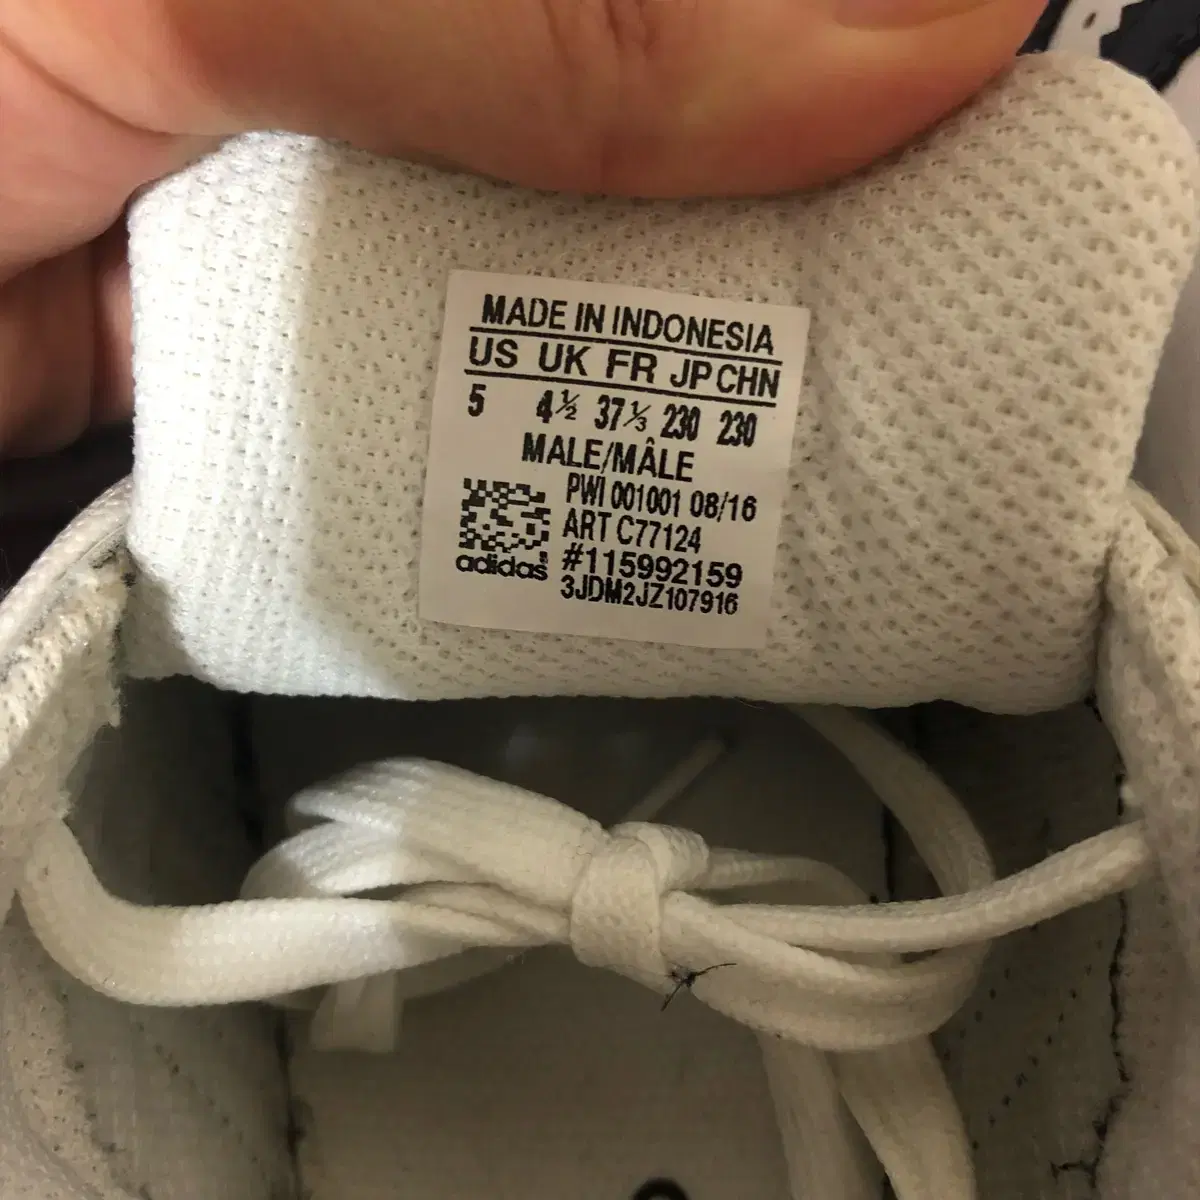 MADE IN INDONESIA
US UK FR JP CHN
5 4½ 37⅓ 230 230
MALE/MÂLE
PWI 001001 08/16
ART C77124
#115992159
adidas
3JDM2JZ107916